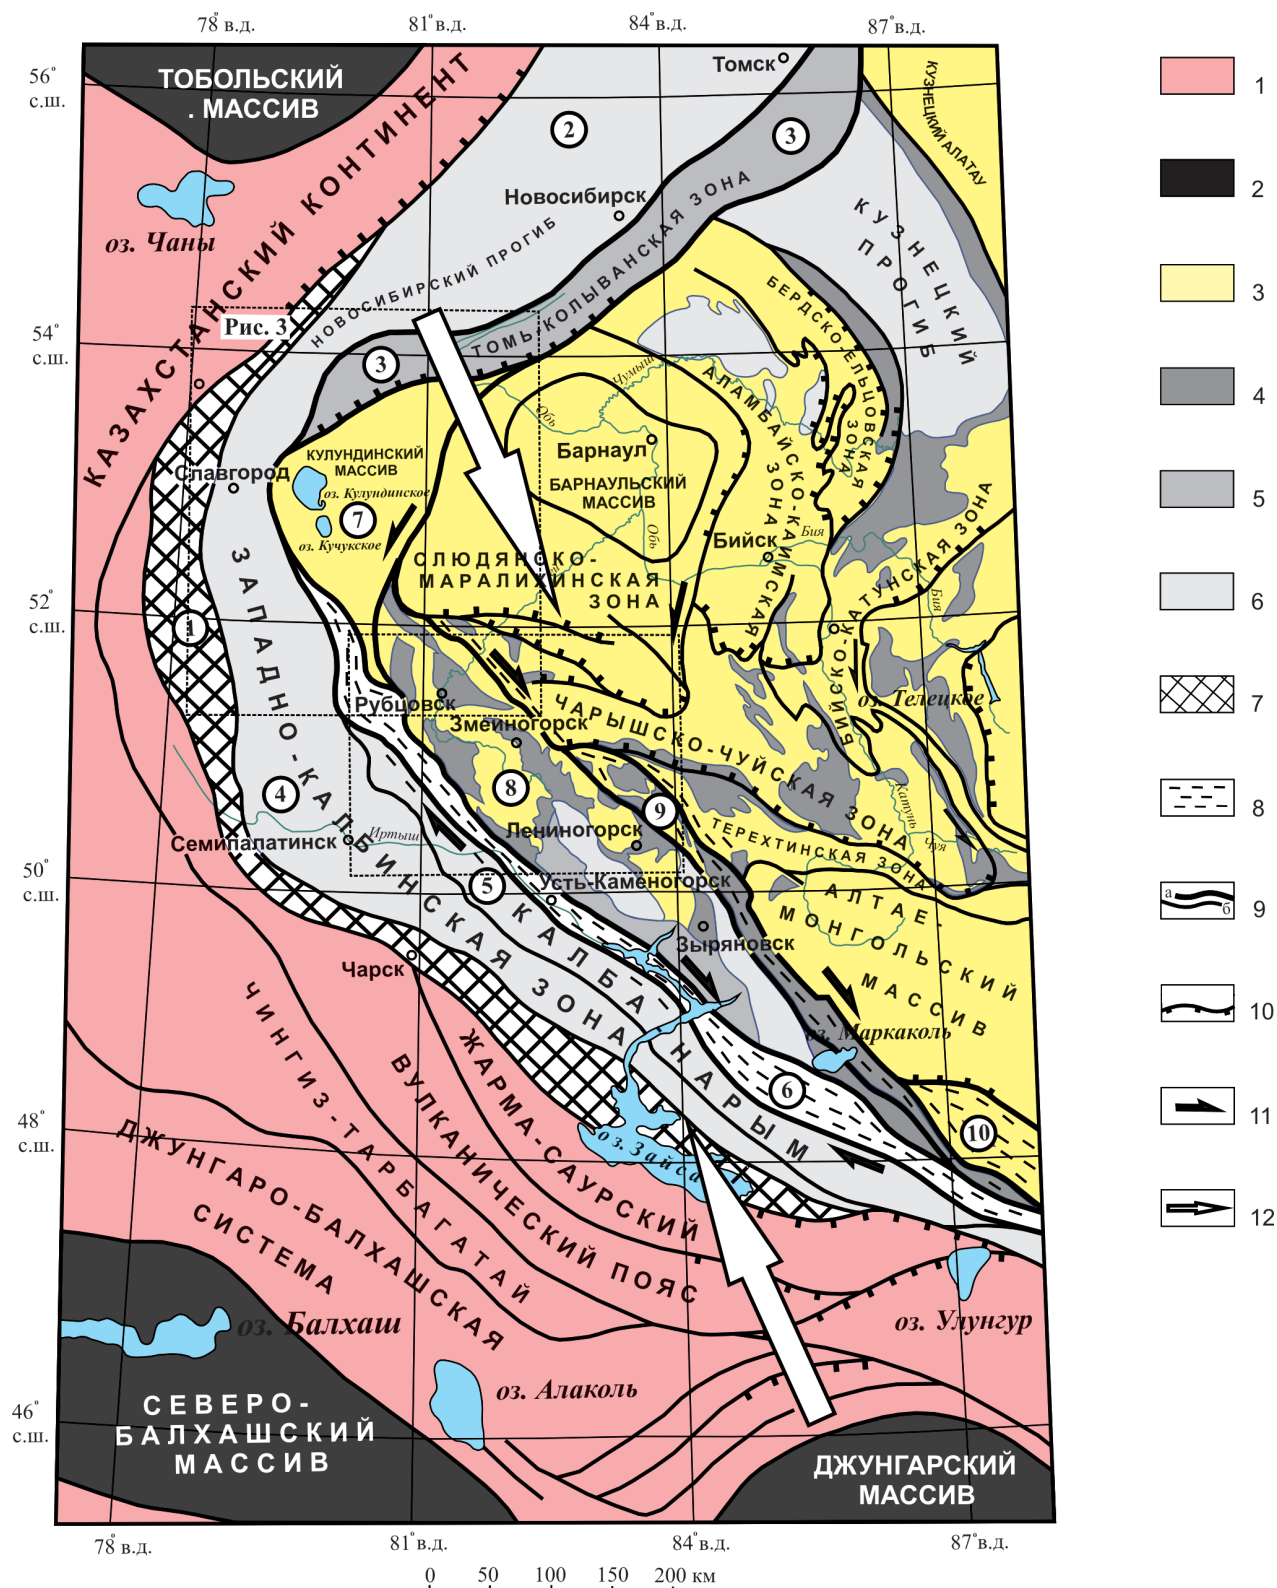 78° в.д.
81° в.д.
84° в.д.
87° в.д.
56°
с.ш.
54°
с.ш.
52°
с.ш.
50°
с.ш.
48°
с.ш.
46°
с.ш.
ТОБОЛЬСКИЙ
. МАССИВ
КАЗАХСТАНСКИЙ КОНТИНЕНТ
Томск
2
3
КУЗНЕЦКИЙ АЛАТАУ
оз. Чаны
Новосибирск
НОВОСИБИРСКИЙ ПРОГИБ
ТОМЬ-КОЛЫВАНСКАЯ ЗОНА
КУЗНЕЦКИЙ
ПРОГИБ
Рис. 3
3
БЕРДСКО-ЕЛЬЦОВСКАЯ
ЗОНА
АЛАМБАЙСКО-КАИМСКАЯ
ЗОНА
Чумыш
Обь
Барнаул
БАРНАУЛЬСКИЙ
МАССИВ
Обь
КУЛУНДИНСКИЙ
МАССИВ
оз. Кулундинское
7
оз. Кучукское
Славгород
Бийск
Бия
Бия
БИЙСКО-КАТУНСКАЯ ЗОНА
СЛЮДЯНСКО-
МАРАЛИХИНСКАЯ
ЗОНА
1
ЗАПАДНО-КАЛБИНСКАЯ ЗОНА
оз. Телецкое
Рубцовск
Змеиногорск
ЧАРЫШСКО-ЧУЙСКАЯ ЗОНА
4
8
9
Катунь
Чуя
Лениногорск
ТЕРЕХТИНСКАЯ ЗОНА
Семипалатинск
Иртыш
5
Усть-Каменогорск
АЛТАЕ-
МОНГОЛЬСКИЙ
МАССИВ
Зыряновск
Чарск
КАЛБА-НАРЫМ
оз. Маркаколь
6
10
ЧИНГИЗ-ТАРБАГАТАЙ
ЖАРМА-САУРСКИЙ
ВУЛКАНИЧЕСКИЙ ПОЯС
оз. Зайсан
ДЖУНГАРО-БАЛХАШСКАЯ
СИСТЕМА
оз. Балхаш
оз. Улунгур
оз. Алаколь
СЕВЕРО-
БАЛХАШСКИЙ
МАССИВ
ДЖУНГАРСКИЙ
МАССИВ
78° в.д.
81° в.д.
84° в.д.
87° в.д.
0 50 100 150 200 км
1
2
3
4
5
6
7
8
а
б
9
10
11
12